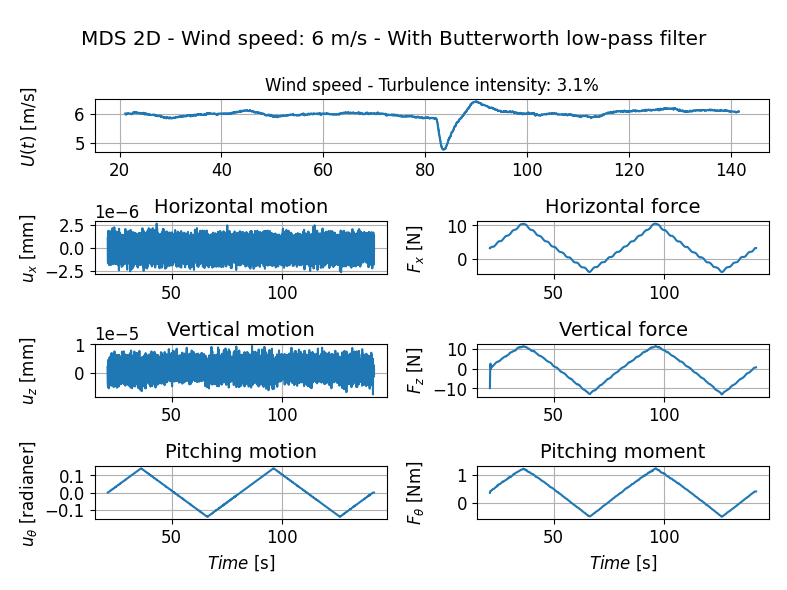 MDS 2D - Wind speed: 6 m/s - With Butterworth low-pass filter
Wind speed - Turbulence intensity: 3.1%
U(t) [m/s]
6
5
20 40 60 80 100 120 140
1e−6 Horizontal motion
u_x [mm]
2.5
0.0
−2.5
50 100
Horizontal force
F_x [N]
10
0
50 100
1e−5 Vertical motion
u_z [mm]
1
0
50 100
Vertical force
F_z [N]
10
0
−10
50 100
Pitching motion
u_θ [radianer]
0.1
0.0
−0.1
50 100
Time [s]
Pitching moment
F_θ [Nm]
1
0
50 100
Time [s]